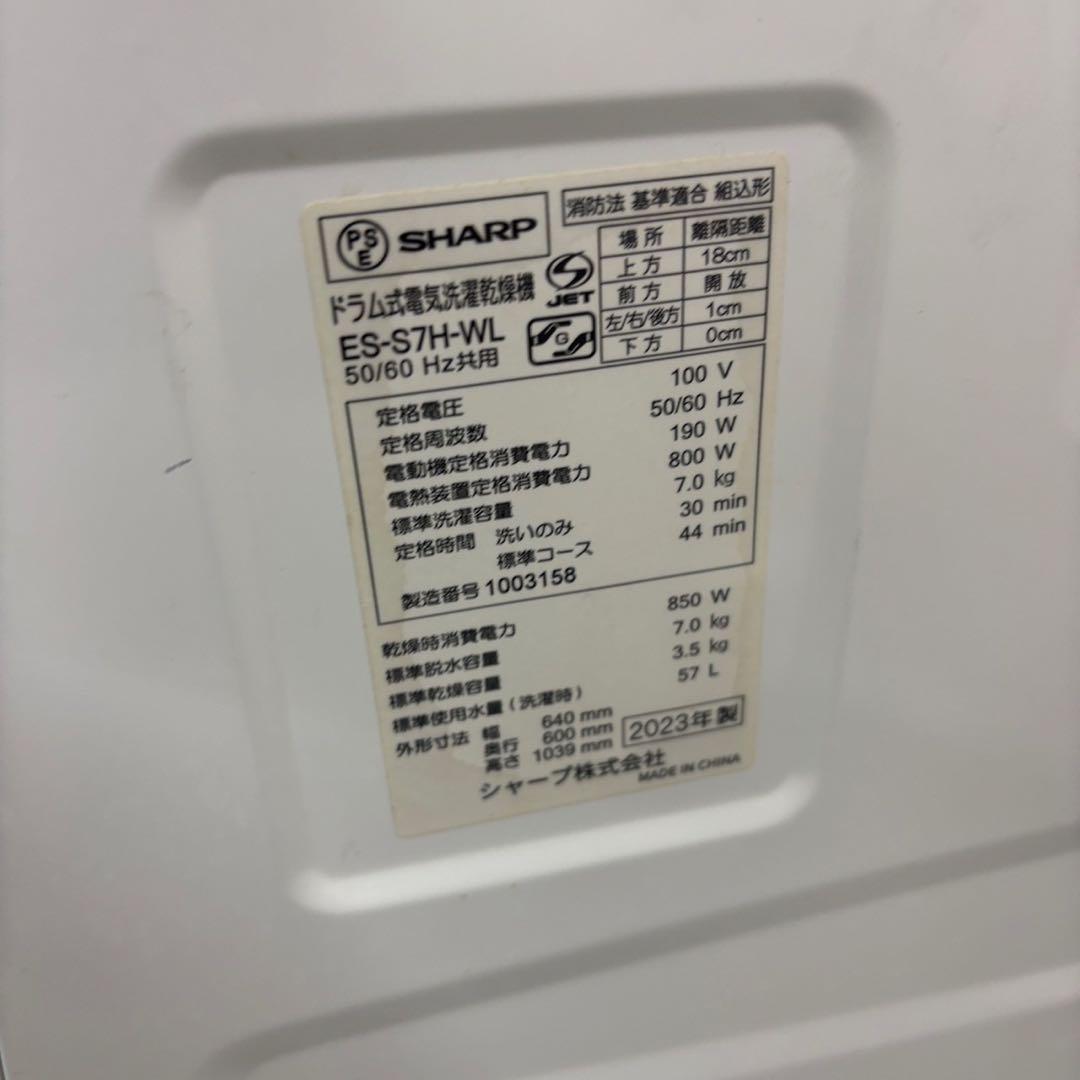 PSE SHARP
消防法 基準適合 組込形
場所 離隔距離
上方 18cm
前方 開放
左/右/後方 1cm
下方 0cm
JET
G
ドラム式電気洗濯乾燥機
ES-S7H-WL
50/60 Hz共用
定格電圧 100 V
定格周波数 50/60 Hz
電動機定格消費電力 190 W
電熱装置定格消費電力 800 W
標準洗濯容量 7.0 kg
定格時間 洗いのみ 30 min
標準コース 44 min
製造番号 1003158
乾燥時消費電力 850 W
標準脱水容量 7.0 kg
標準乾燥容量 3.5 kg
標準使用水量(洗濯時) 57 L
外形寸法 幅 640 mm
奥行 600 mm
高さ 1039 mm
2023年製
シャープ株式会社
MADE IN CHINA